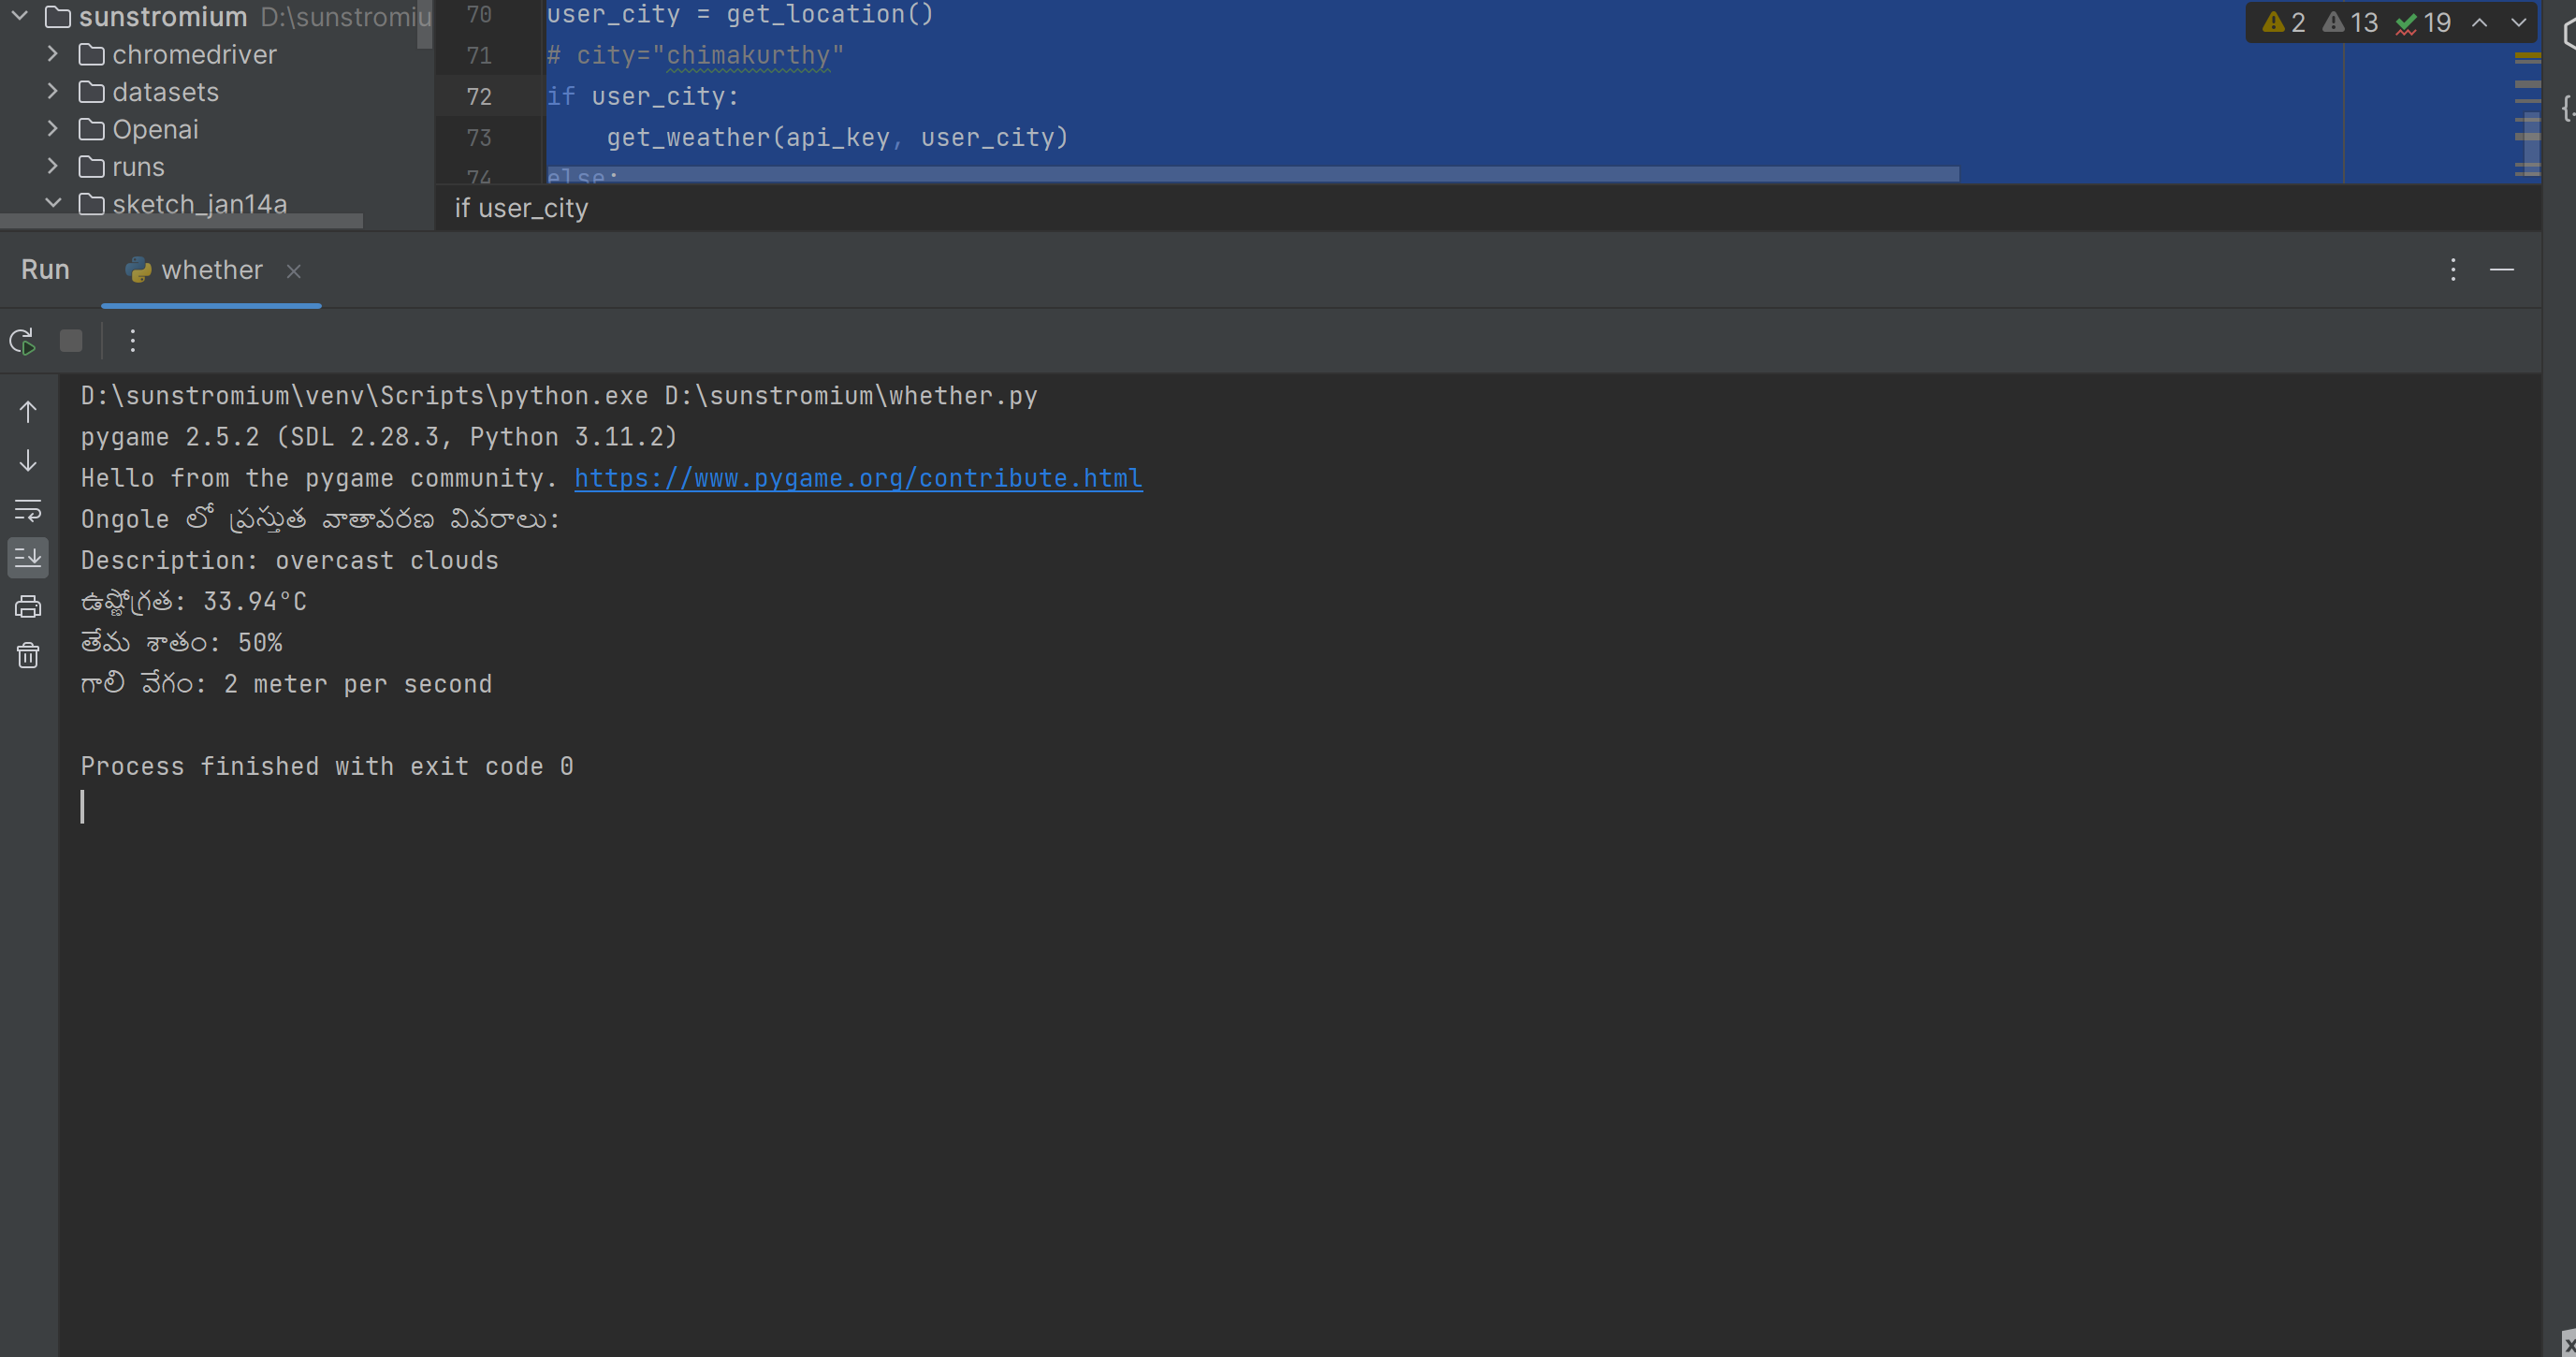 sunstromium D:\sunstromiu
chromedriver
datasets
Openai
runs
sketch_jan14a
70 user_city = get_location()
71 # city="chimakurthy"
72 if user_city:
73 get_weather(api_key, user_city)
74 else:
2 13 19
if user_city
Run whether
D:\sunstromium\venv\Scripts\python.exe D:\sunstromium\whether.py
pygame 2.5.2 (SDL 2.28.3, Python 3.11.2)
Hello from the pygame community. https://www.pygame.org/contribute.html
Ongole లో ప్రస్తుత వాతావరణ వివరాలు:
Description: overcast clouds
ఉష్ణోగ్రత: 33.94°C
తేమ శాతం: 50%
గాలి వేగం: 2 meter per second
Process finished with exit code 0